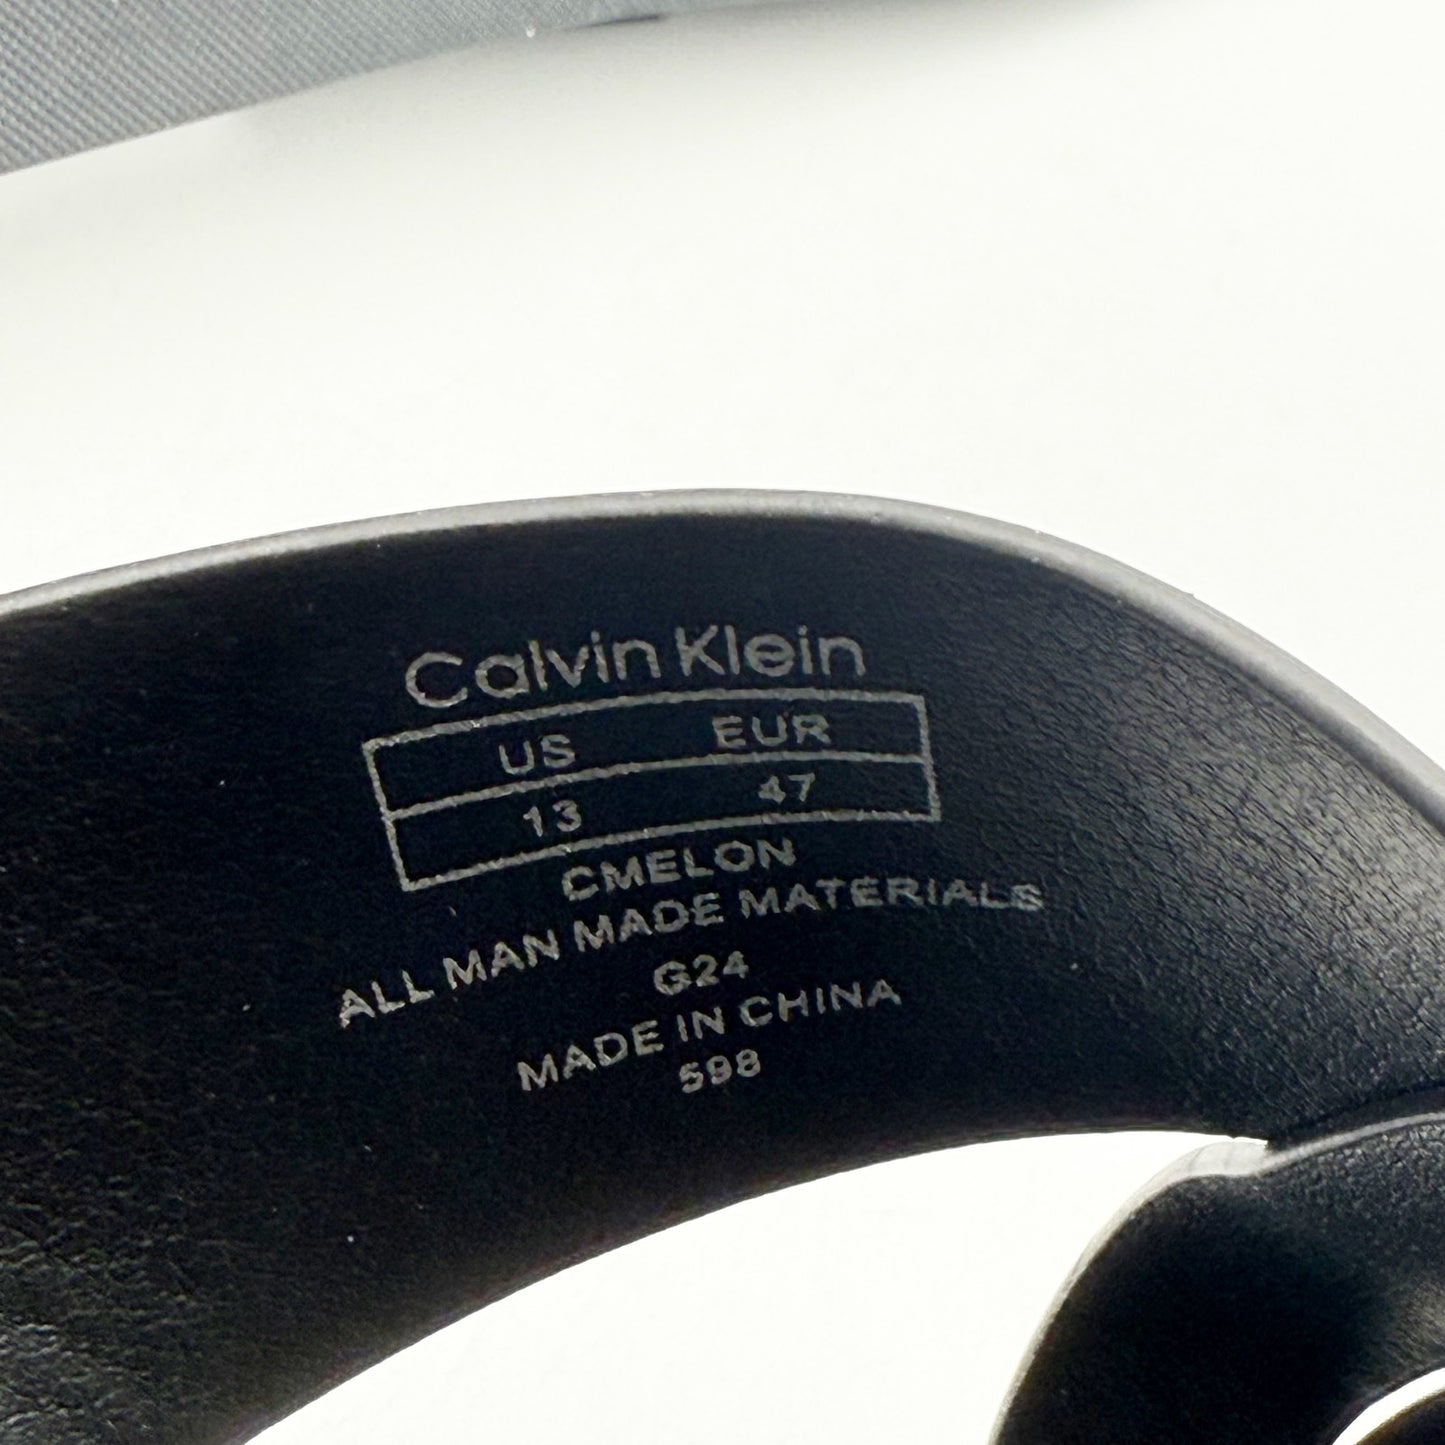 Calvin Klein
US EUR
13 47
CMELON
ALL MAN MADE MATERIALS
G24
MADE IN CHINA
598